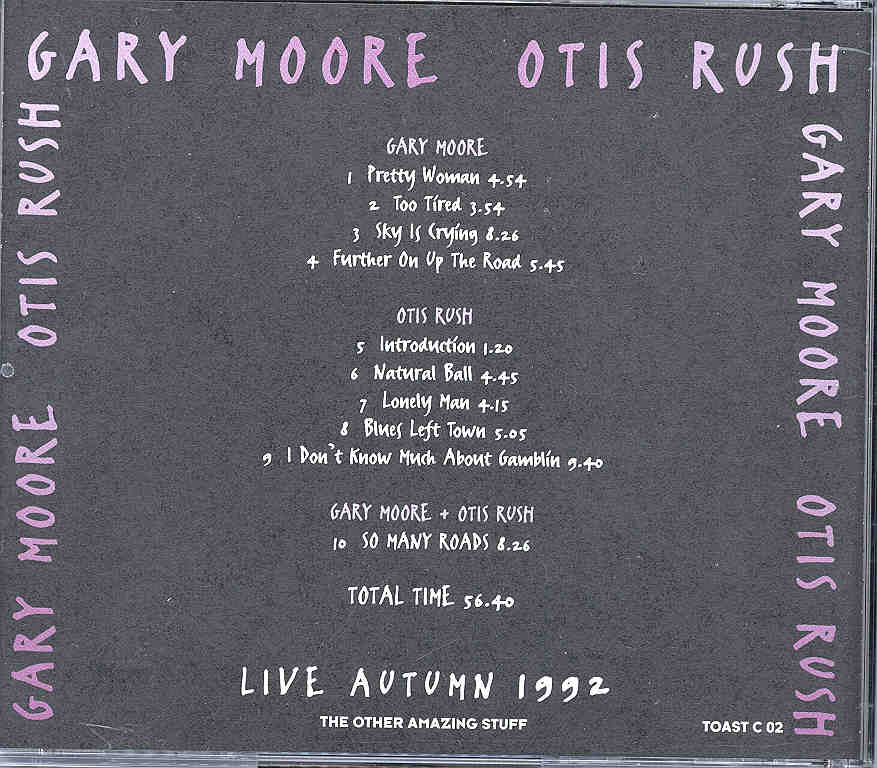 GARY MOORE OTIS RUSH
GARY MOORE OTIS RUSH
GARY MOORE
1 Pretty Woman 4.54
2 Too Tired 3.54
3 Sky Is Crying 8.26
4 Further On Up The Road 5.45
OTIS RUSH
5 Introduction 1.20
6 Natural Ball 4.45
7 Lonely Man 4.15
8 Blues Left Town 5.05
9 I Don't Know Much About Gamblin 9.40
GARY MOORE + OTIS RUSH
10 SO MANY ROADS 8.26
TOTAL TIME 56.40
LIVE AUTUMN 1992
THE OTHER AMAZING STUFF
TOAST C 02
GARY MOORE OTIS RUSH